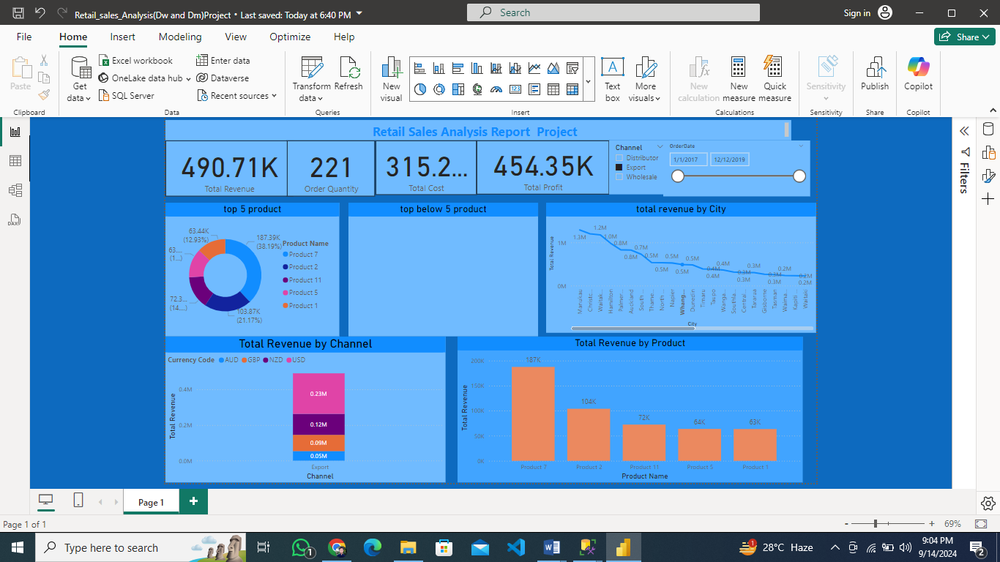 Retail_sales_Analysis(Dw and Dm)Project • Last saved: Today at 6:40 PM
Search
Sign in
File Home Insert Modeling View Optimize Help
Share
Paste
Clipboard
Get data
Excel workbook
OneLake data hub
SQL Server
Enter data
Dataverse
Recent sources
Data
Transform data
Refresh
Queries
New visual
Text box
More visuals
Insert
New calculation
New measure
Quick measure
Calculations
Sensitivity
Sensitivity
Publish
Share
Copilot
Copilot
DAX
Retail Sales Analysis Report Project
490.71K
Total Revenue
221
Order Quantity
315.2...
Total Cost
454.35K
Total Profit
Channel
Distributor
Export
Wholesale
OrderDate
1/1/2017 12/12/2019
Filters
top 5 product
63.44K
(12.93%)
187.39K
(38.19%)
63....
(1...)
72.3...
(14....)
103.87K
(21.17%)
Product Name
Product 7
Product 2
Product 11
Product 5
Product 1
top below 5 product
total revenue by City
Total Revenue
1M
0M
1.3M
1.2M
1.0M
0.8M
0.8M
0.7M
0.5M
0.5M
0.5M
0.5M
0.5M
0.4M
0.4M
0.3M
0.3M
0.3M
0.3M
0.3M
0.2M
0.2M
0.2M
Manukau
Christc...
Waitak...
Hamilton
Palmer...
Auckland
South ...
Thame...
North ...
Napier
Whang...
Dunedin
Timaru
Taupo
Wanga...
Southla...
Central...
Tararua
Gisborne
Tasman
Waima...
Kapiti ...
Waitaki
City
Total Revenue by Channel
Currency Code AUD GBP NZD USD
Total Revenue
0.4M
0.2M
0.0M
0.23M
0.12M
0.09M
0.05M
Export
Channel
Total Revenue by Product
Total Revenue
200K
150K
100K
50K
0K
187K
104K
72K
64K
63K
Product 7 Product 2 Product 11 Product 5 Product 1
Product Name
Page 1
Page 1 of 1
69%
Type here to search
1
1
28°C Haze
9:04 PM
9/14/2024
2